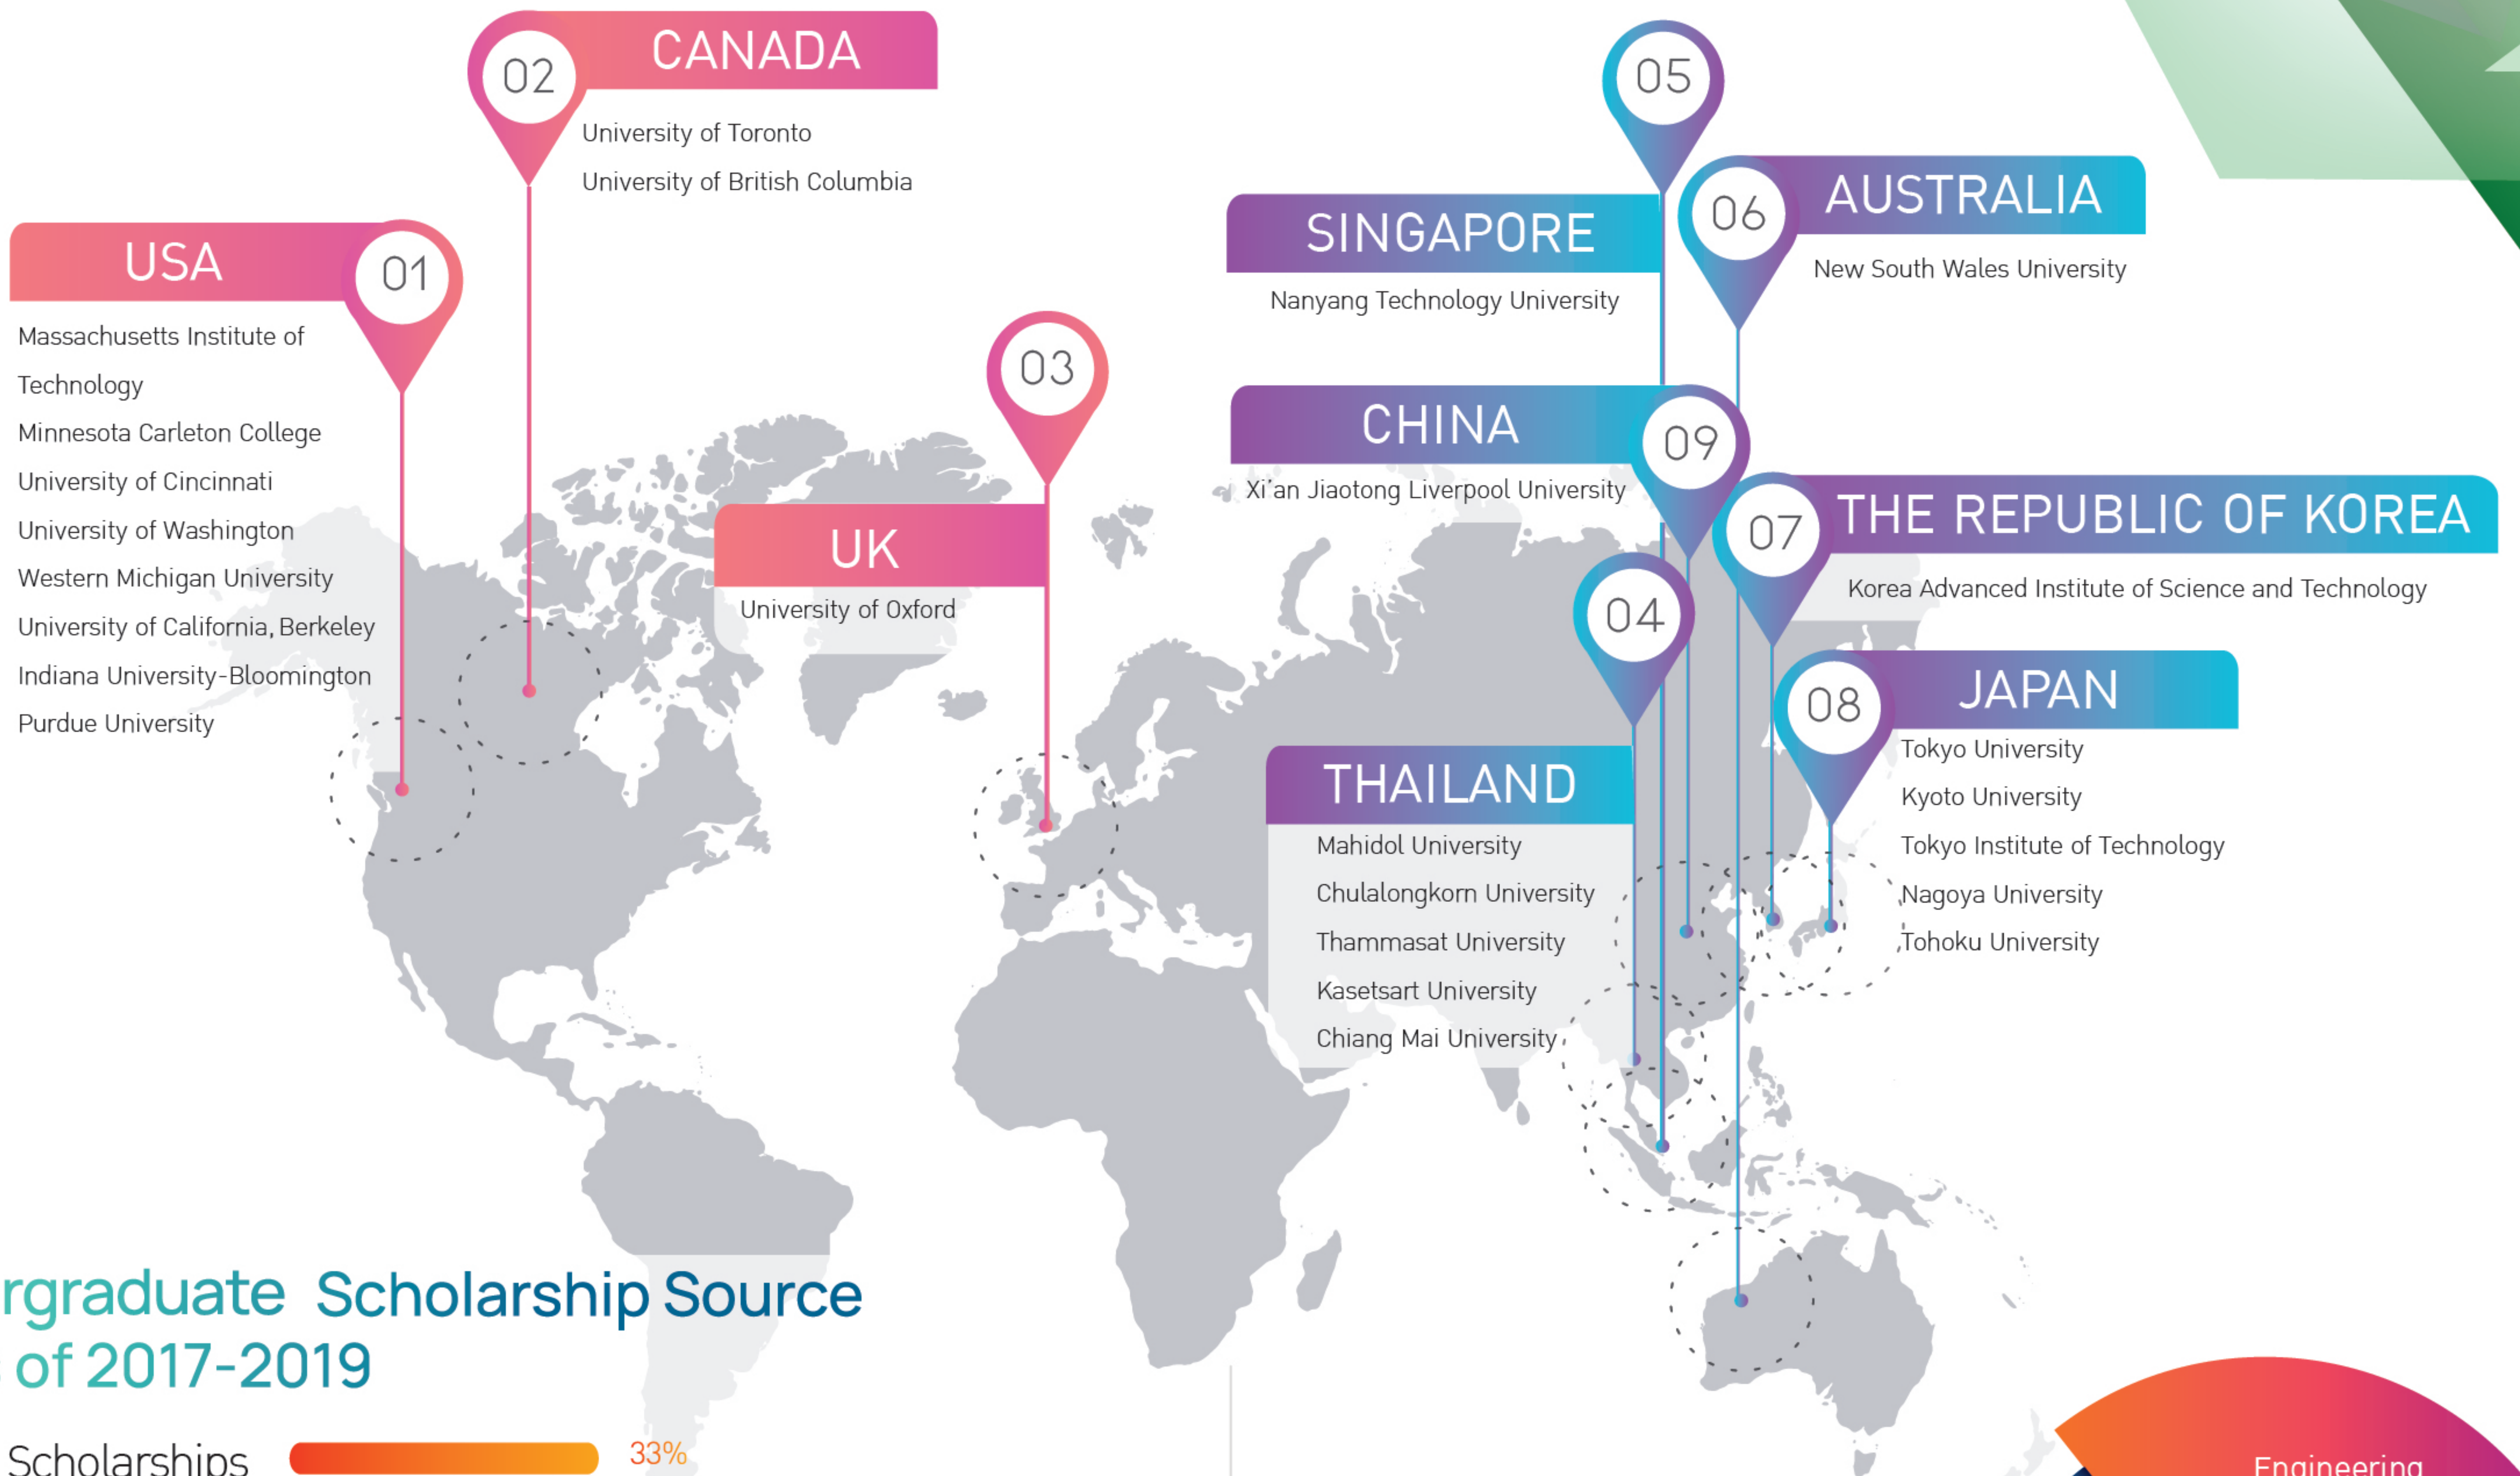 02
CANADA
University of Toronto
University of British Columbia
01
USA
Massachusetts Institute of
Technology
Minnesota Carleton College
University of Cincinnati
University of Washington
Western Michigan University
University of California, Berkeley
Indiana University-Bloomington
Purdue University
03
UK
University of Oxford
05
SINGAPORE
Nanyang Technology University
06
AUSTRALIA
New South Wales University
09
CHINA
Xi'an Jiaotong Liverpool University
07
THE REPUBLIC OF KOREA
Korea Advanced Institute of Science and Technology
04
THAILAND
Mahidol University
Chulalongkorn University
Thammasat University
Kasetsart University
Chiang Mai University
08
JAPAN
Tokyo University
Kyoto University
Tokyo Institute of Technology
Nagoya University
Tohoku University
rgraduate Scholarship Source
of 2017-2019
Scholarships
33%
Engineering